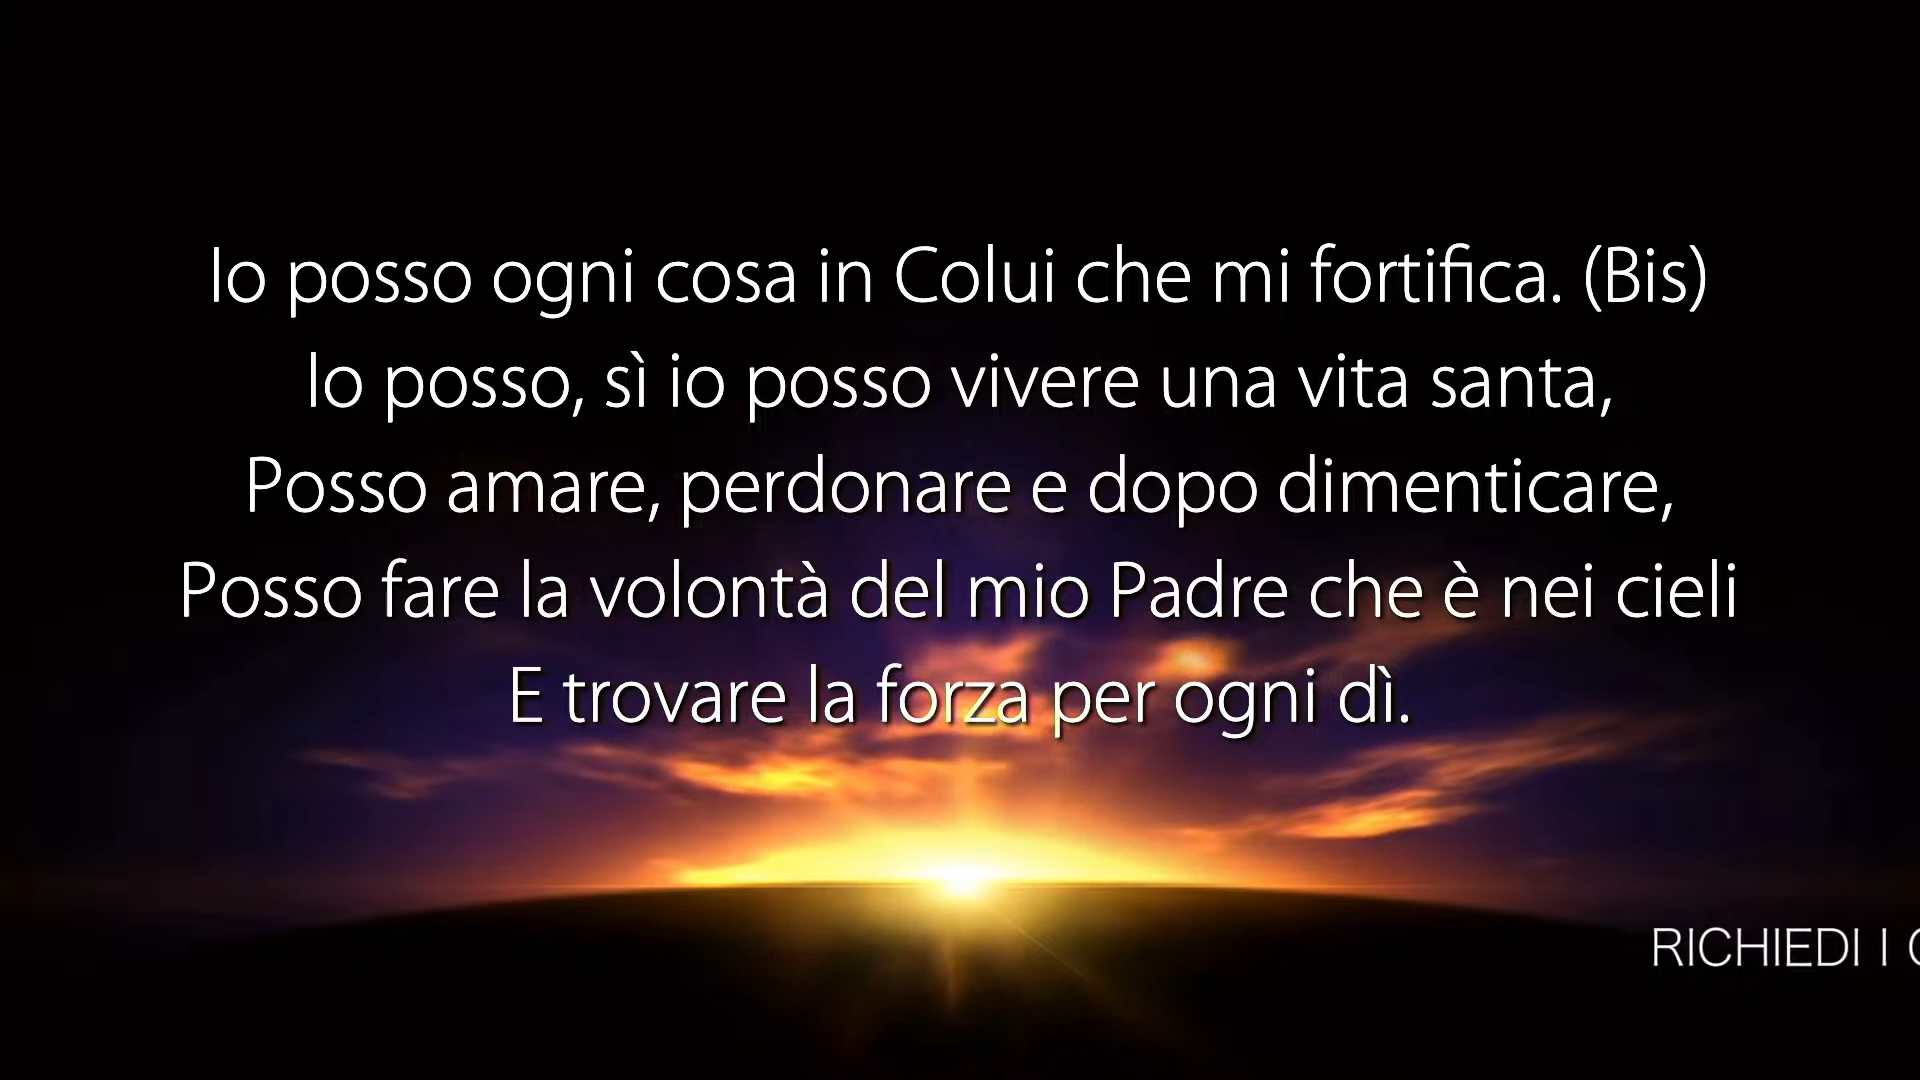 Io posso ogni cosa in Colui che mi fortifica. (Bis)
Io posso, sì io posso vivere una vita santa,
Posso amare, perdonare e dopo dimenticare,
Posso fare la volontà del mio Padre che è nei cieli
E trovare la forza per ogni dì.
RICHIEDI I